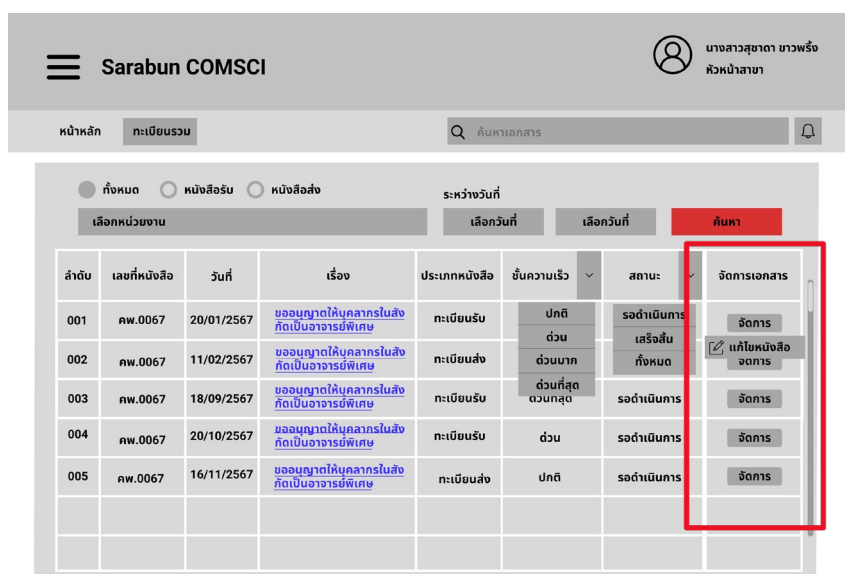 Sarabun COMSCI
นางสาวสุชาดา ขาวพริ้ง
หัวหน้าสาขา
หน้าหลัก ทะเบียนรวม ค้นหาเอกสาร
ทั้งหมด หนังสือรับ หนังสือส่ง ระหว่างวันที่
เลือกหน่วยงาน เลือกวันที่ เลือกวันที่ ค้นหา
ลำดับ เลขที่หนังสือ วันที่ เรื่อง ประเภทหนังสือ ชั้นความเร็ว สถานะ จัดการเอกสาร
001 คพ.0067 20/01/2567 ขออนุญาตให้บุคลากรในสัง ทะเบียนรับ ปกติ รอดำเนินการ จัดการ
กัดเป็นอาจารย์พิเศษ ด่วน เสร็จสิ้น แก้ไขหนังสือ
002 คพ.0067 11/02/2567 ขออนุญาตให้บุคลากรในสัง ทะเบียนส่ง ด่วนมาก ทั้งหมด จัดการ
กัดเป็นอาจารย์พิเศษ ด่วนที่สุด
003 คพ.0067 18/09/2567 ขออนุญาตให้บุคลากรในสัง ทะเบียนรับ ด่วนที่สุด รอดำเนินการ จัดการ
กัดเป็นอาจารย์พิเศษ
004 คพ.0067 20/10/2567 ขออนุญาตให้บุคลากรในสัง ทะเบียนรับ ด่วน รอดำเนินการ จัดการ
กัดเป็นอาจารย์พิเศษ
005 คพ.0067 16/11/2567 ขออนุญาตให้บุคลากรในสัง ทะเบียนส่ง ปกติ รอดำเนินการ จัดการ
กัดเป็นอาจารย์พิเศษ